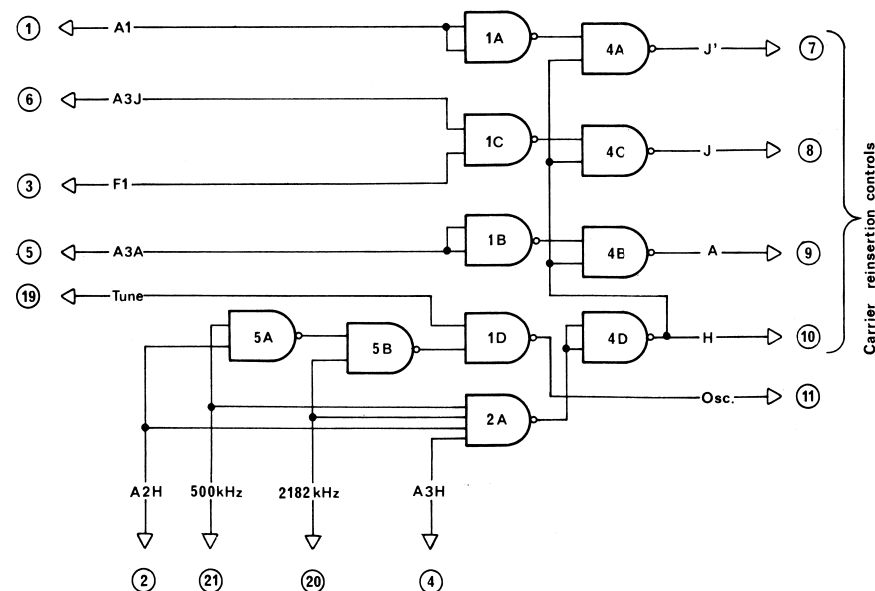 1 A1 1A 4A J' 7
6 A3J 1C 4C J 8
3 F1
5 A3A 1B 4B A 9
19 Tune 5A 5B 1D 4D H 10
2A Osc. 11
A2H 500kHz 2182kHz A3H
2 21 20 4
Carrier reinsertion controls